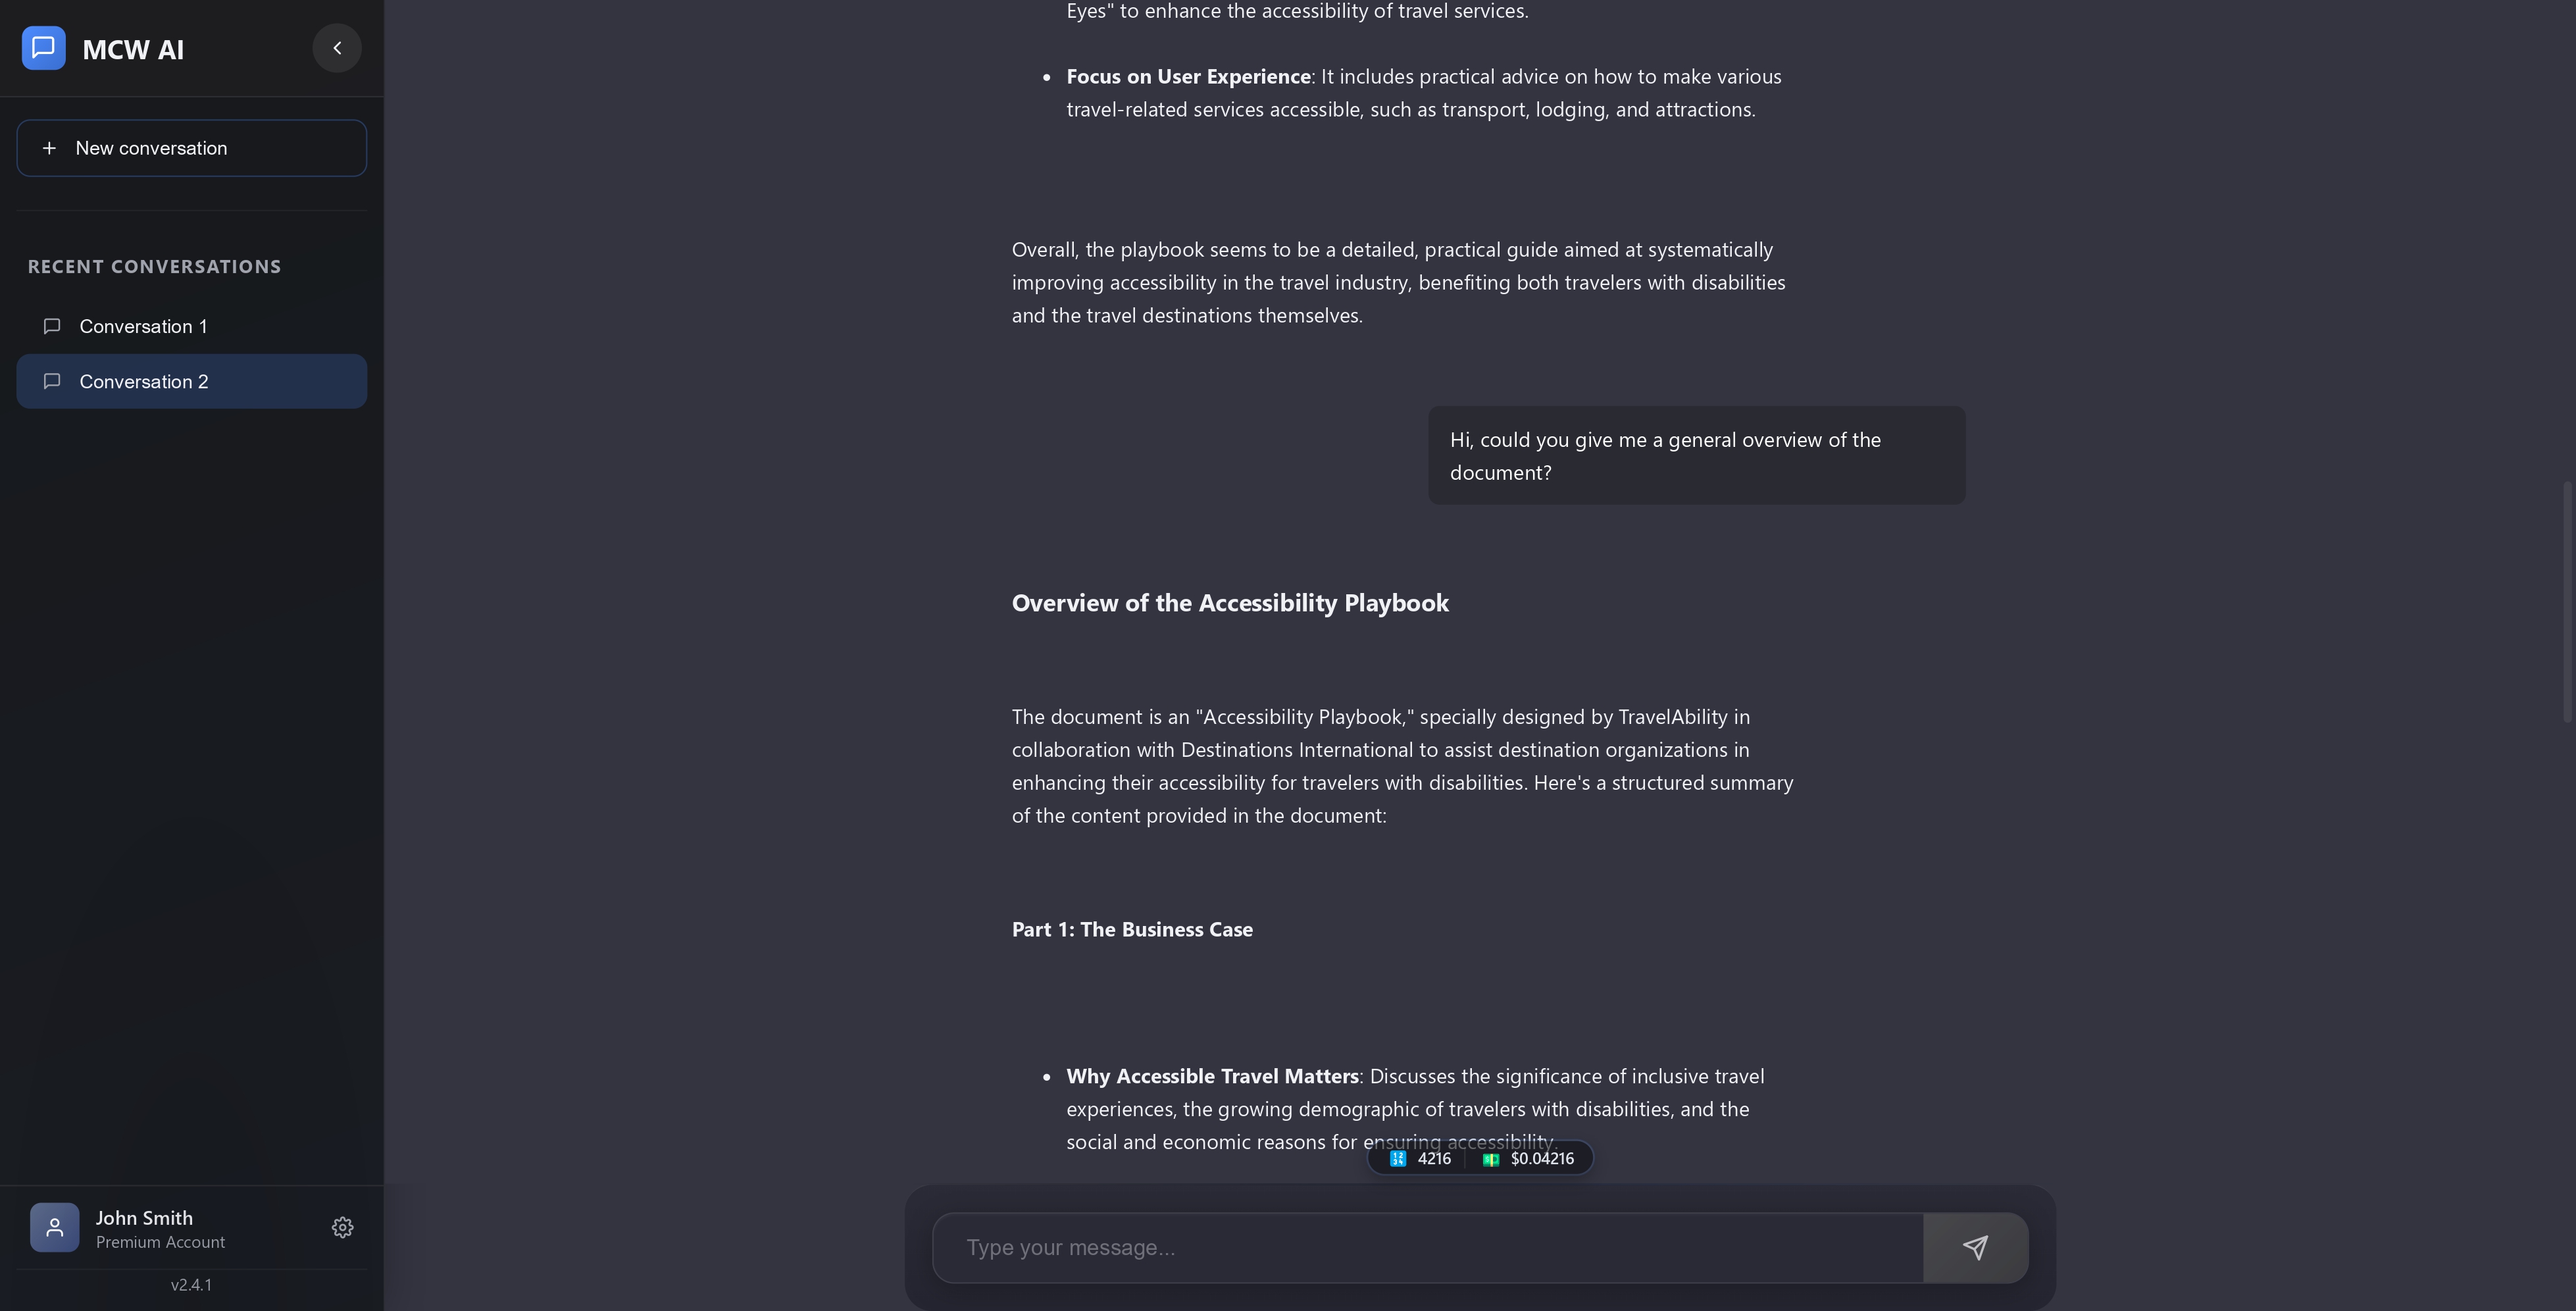 MCW AI
New conversation
RECENT CONVERSATIONS
Conversation 1
Conversation 2
John Smith
Premium Account
v2.4.1
Eyes" to enhance the accessibility of travel services.
• Focus on User Experience: It includes practical advice on how to make various
travel-related services accessible, such as transport, lodging, and attractions.
Overall, the playbook seems to be a detailed, practical guide aimed at systematically
improving accessibility in the travel industry, benefiting both travelers with disabilities
and the travel destinations themselves.
Hi, could you give me a general overview of the
document?
Overview of the Accessibility Playbook
The document is an "Accessibility Playbook," specially designed by TravelAbility in
collaboration with Destinations International to assist destination organizations in
enhancing their accessibility for travelers with disabilities. Here's a structured summary
of the content provided in the document:
Part 1: The Business Case
• Why Accessible Travel Matters: Discusses the significance of inclusive travel
experiences, the growing demographic of travelers with disabilities, and the
social and economic reasons for ensuring accessibility.
4216 $0.04216
Type your message...